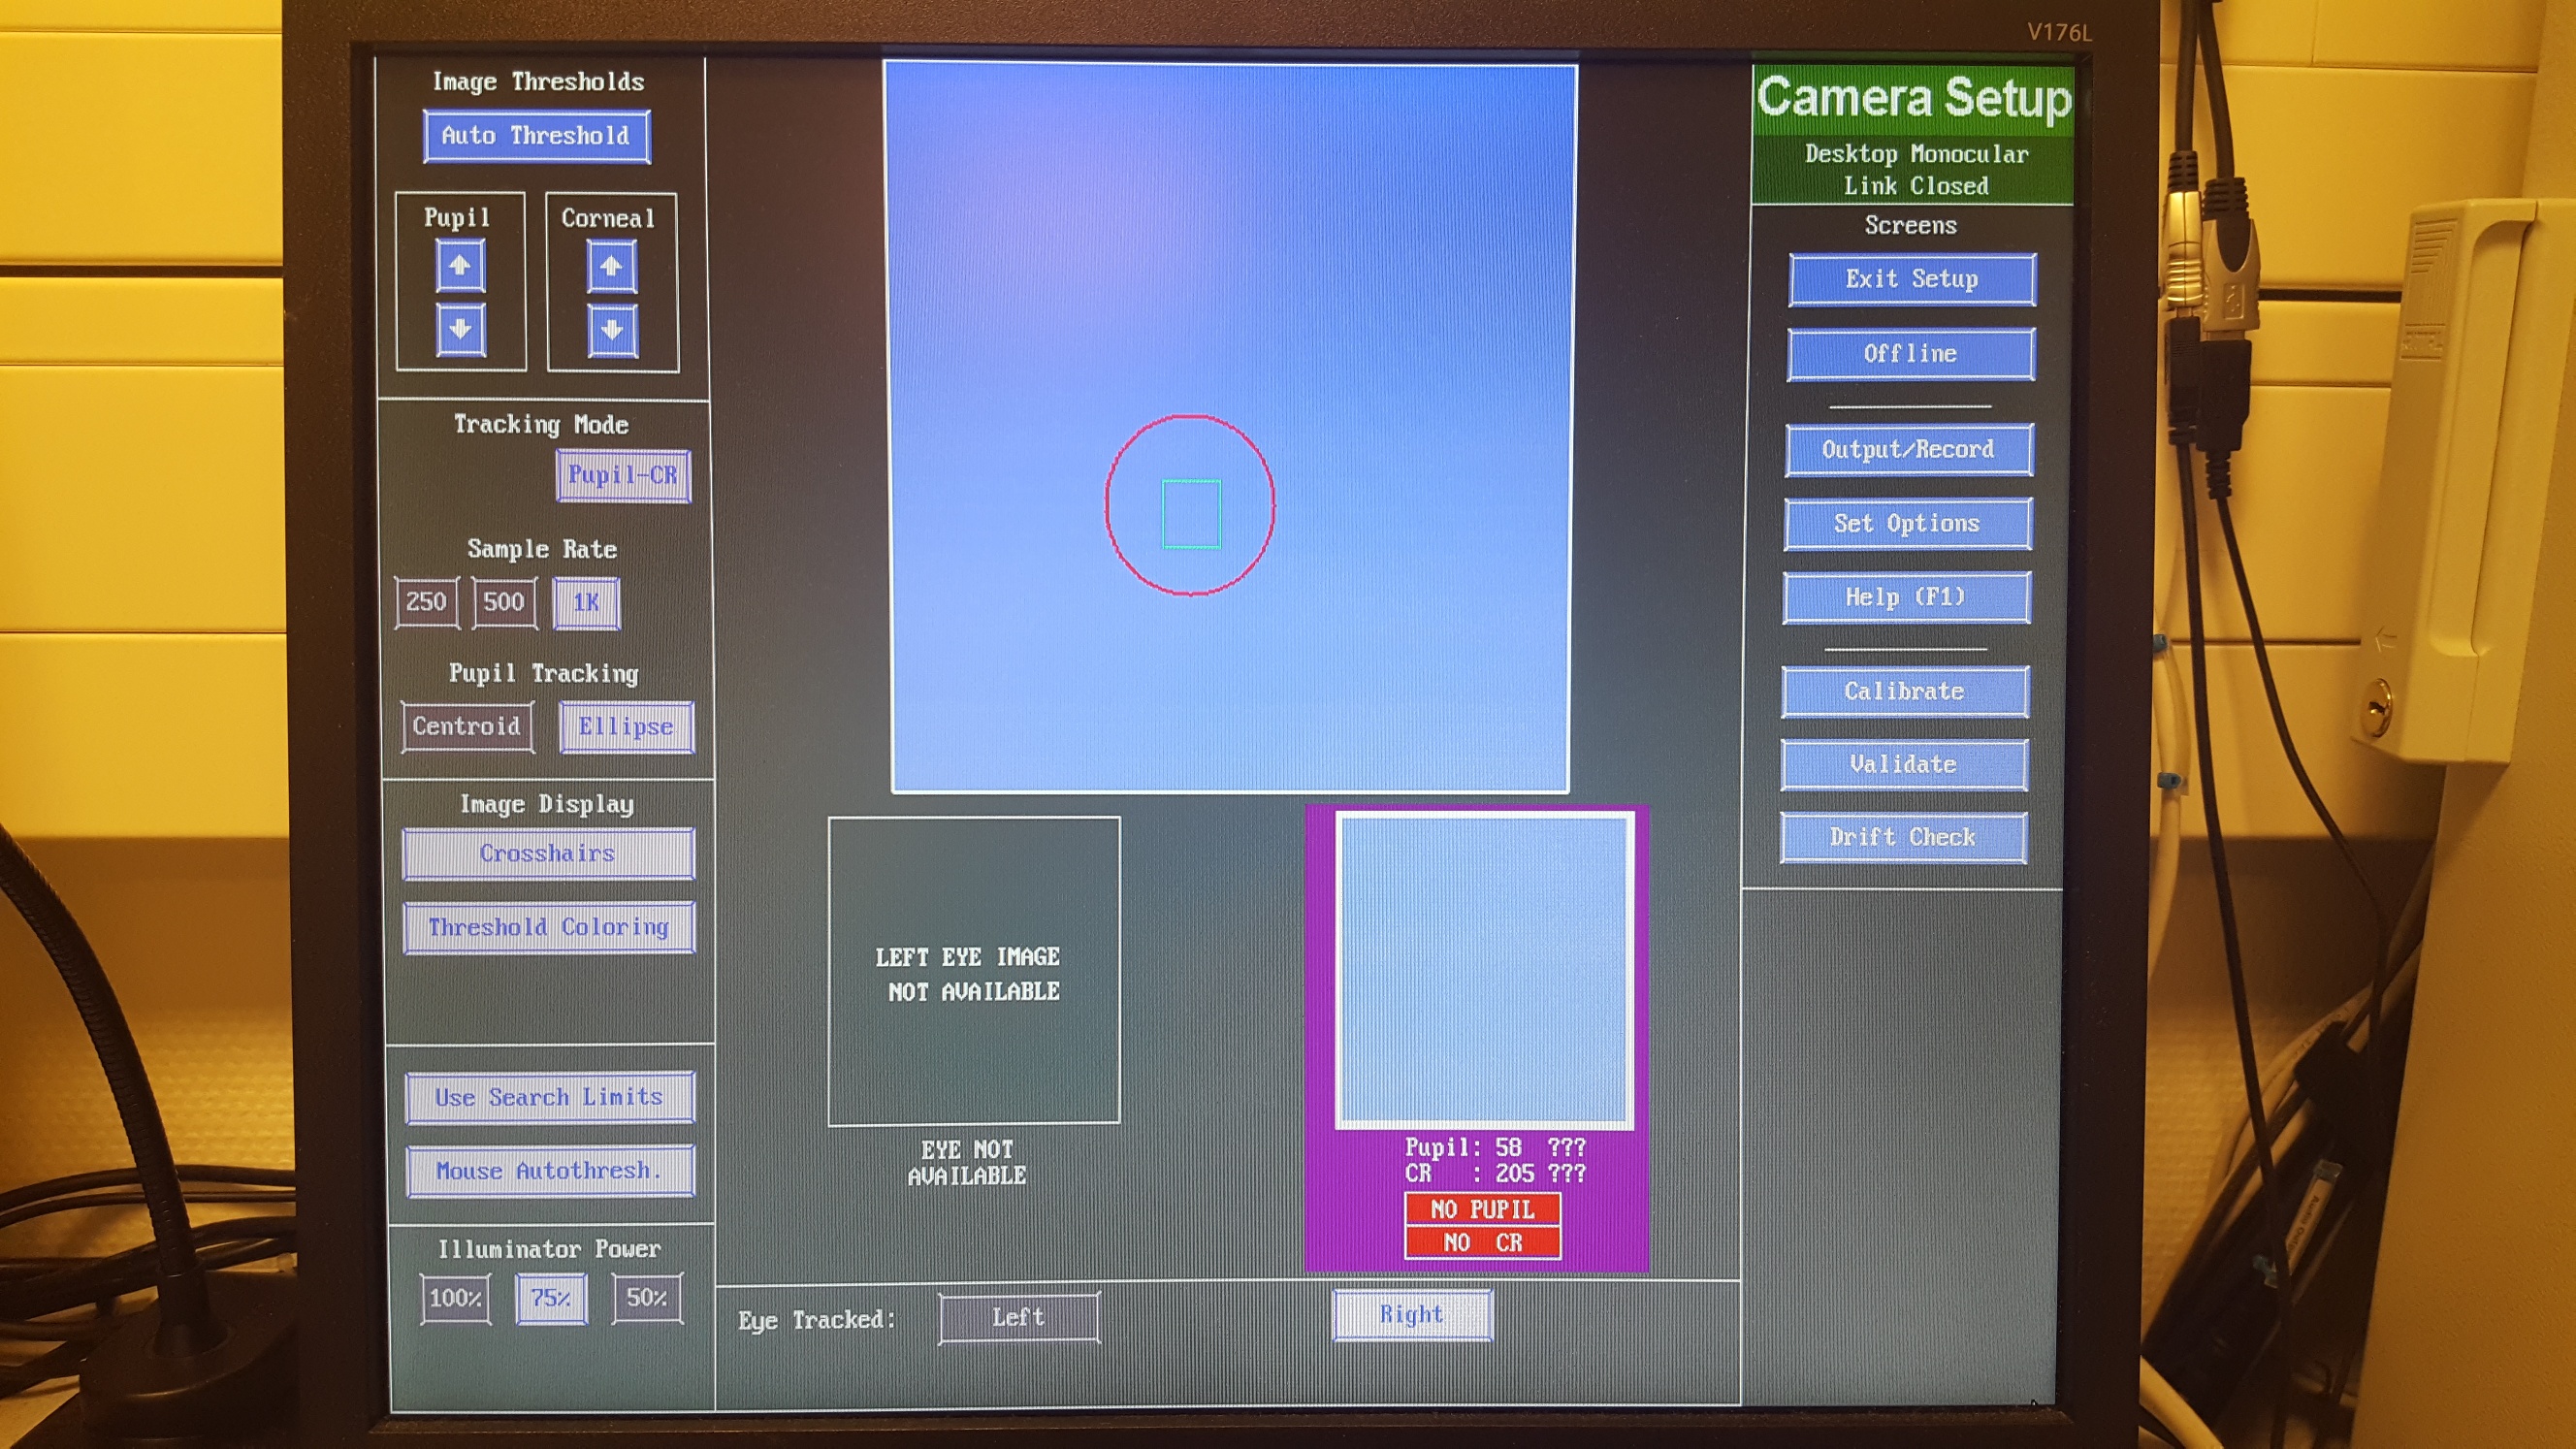 V176L
Image Thresholds
Auto Threshold
Pupil
Corneal
Tracking Mode
Pupil-CR
Sample Rate
250 500 1K
Pupil Tracking
Centroid Ellipse
Image Display
Crosshairs
Threshold Coloring
Use Search Limits
Mouse Autothresh.
Illuminator Power
100% 75% 50%
LEFT EYE IMAGE
NOT AVAILABLE
EYE NOT
AVAILABLE
Pupil: 58 ???
CR : 205 ???
NO PUPIL
NO CR
Eye Tracked: Left Right
Camera Setup
Desktop Monocular
Link Closed
Screens
Exit Setup
Offline
Output/Record
Set Options
Help (F1)
Calibrate
Validate
Drift Check